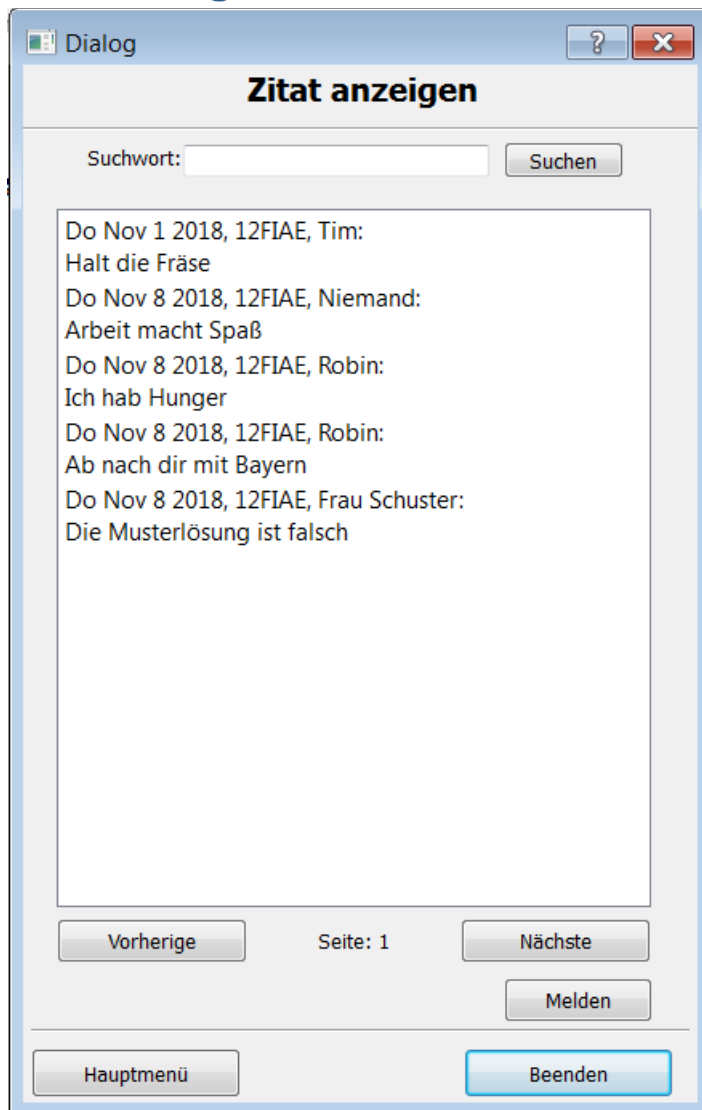 Dialog
Zitat anzeigen
Suchwort: Suchen
Do Nov 1 2018, 12FIAE, Tim:
Halt die Fräse
Do Nov 8 2018, 12FIAE, Niemand:
Arbeit macht Spaß
Do Nov 8 2018, 12FIAE, Robin:
Ich hab Hunger
Do Nov 8 2018, 12FIAE, Robin:
Ab nach dir mit Bayern
Do Nov 8 2018, 12FIAE, Frau Schuster:
Die Musterlösung ist falsch
Vorherige Seite: 1 Nächste
Melden
Hauptmenü Beenden